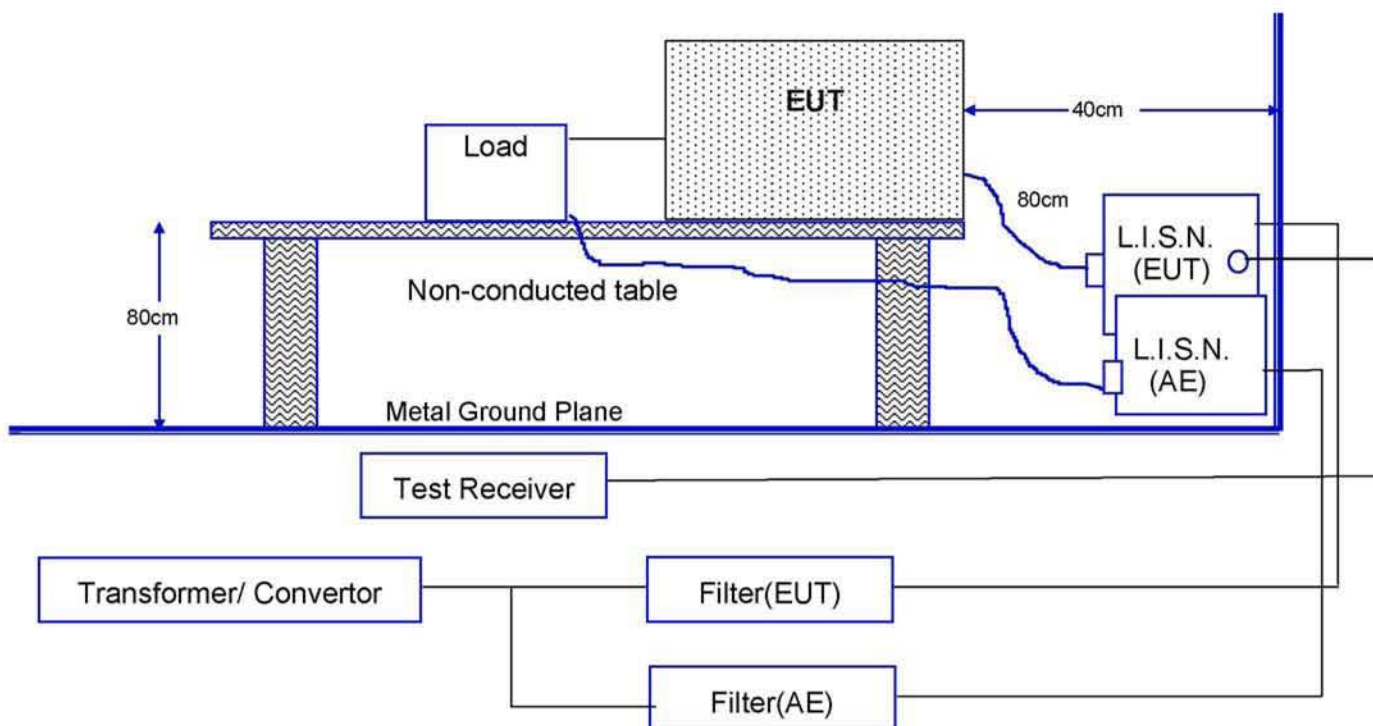 EUT
40cm
Load
80cm
L.I.S.N.
(EUT)
Non-conducted table
80cm
L.I.S.N.
(AE)
Metal Ground Plane
Test Receiver
Transformer/ Convertor
Filter(EUT)
Filter(AE)